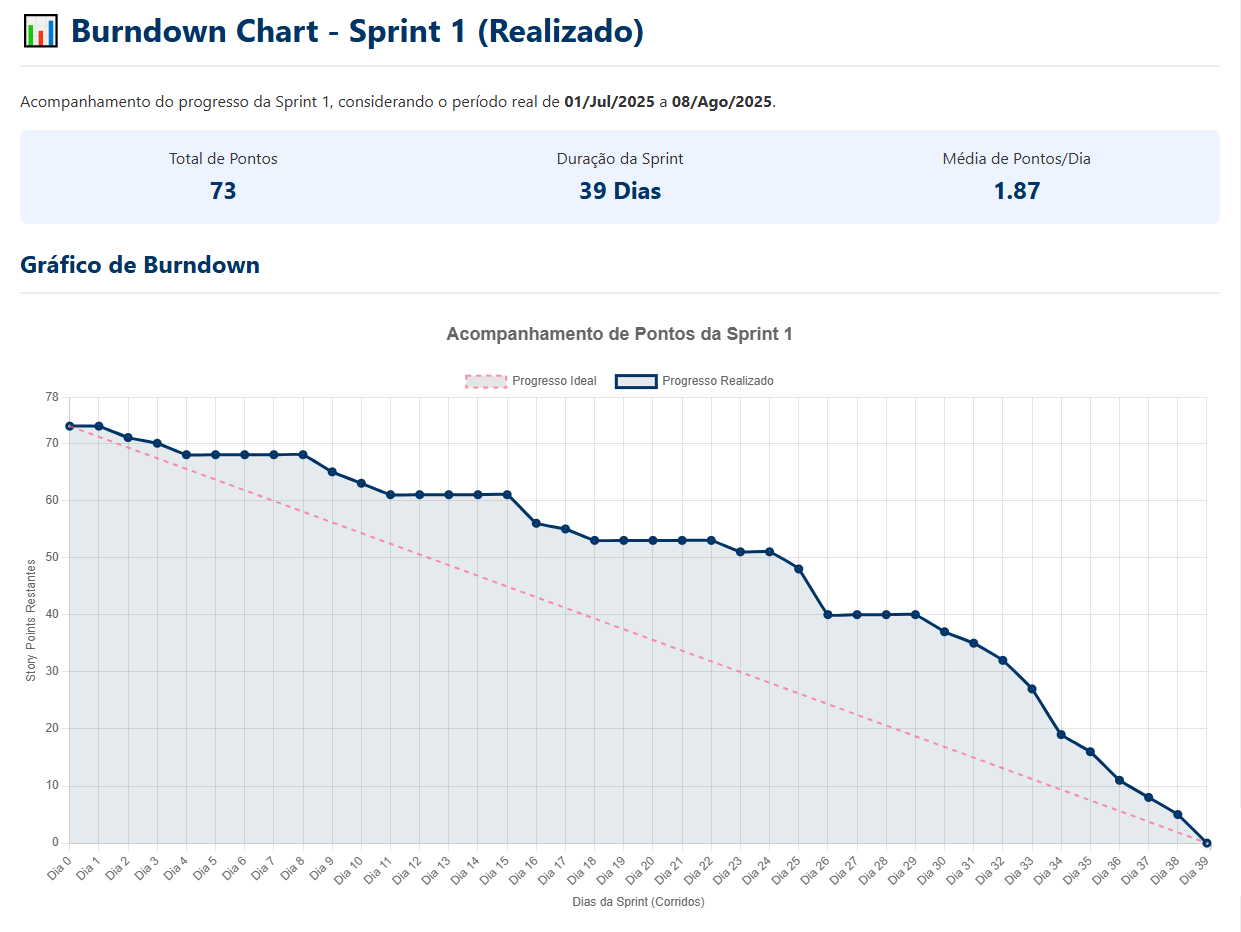 Burndown Chart - Sprint 1 (Realizado)
Acompanhamento do progresso da Sprint 1, considerando o período real de 01/Jul/2025 a 08/Ago/2025.
Total de Pontos
73
Duração da Sprint
39 Dias
Média de Pontos/Dia
1.87
Gráfico de Burndown
Acompanhamento de Pontos da Sprint 1
Progresso Ideal
Progresso Realizado
Story Points Restantes
78
70
60
50
40
30
20
10
0
Dia 0
Dia 1
Dia 2
Dia 3
Dia 4
Dia 5
Dia 6
Dia 7
Dia 8
Dia 9
Dia 10
Dia 11
Dia 12
Dia 13
Dia 14
Dia 15
Dia 16
Dia 17
Dia 18
Dia 19
Dia 20
Dia 21
Dia 22
Dia 23
Dia 24
Dia 25
Dia 26
Dia 27
Dia 28
Dia 29
Dia 30
Dia 31
Dia 32
Dia 33
Dia 34
Dia 35
Dia 36
Dia 37
Dia 38
Dia 39
Dias da Sprint (Corridos)